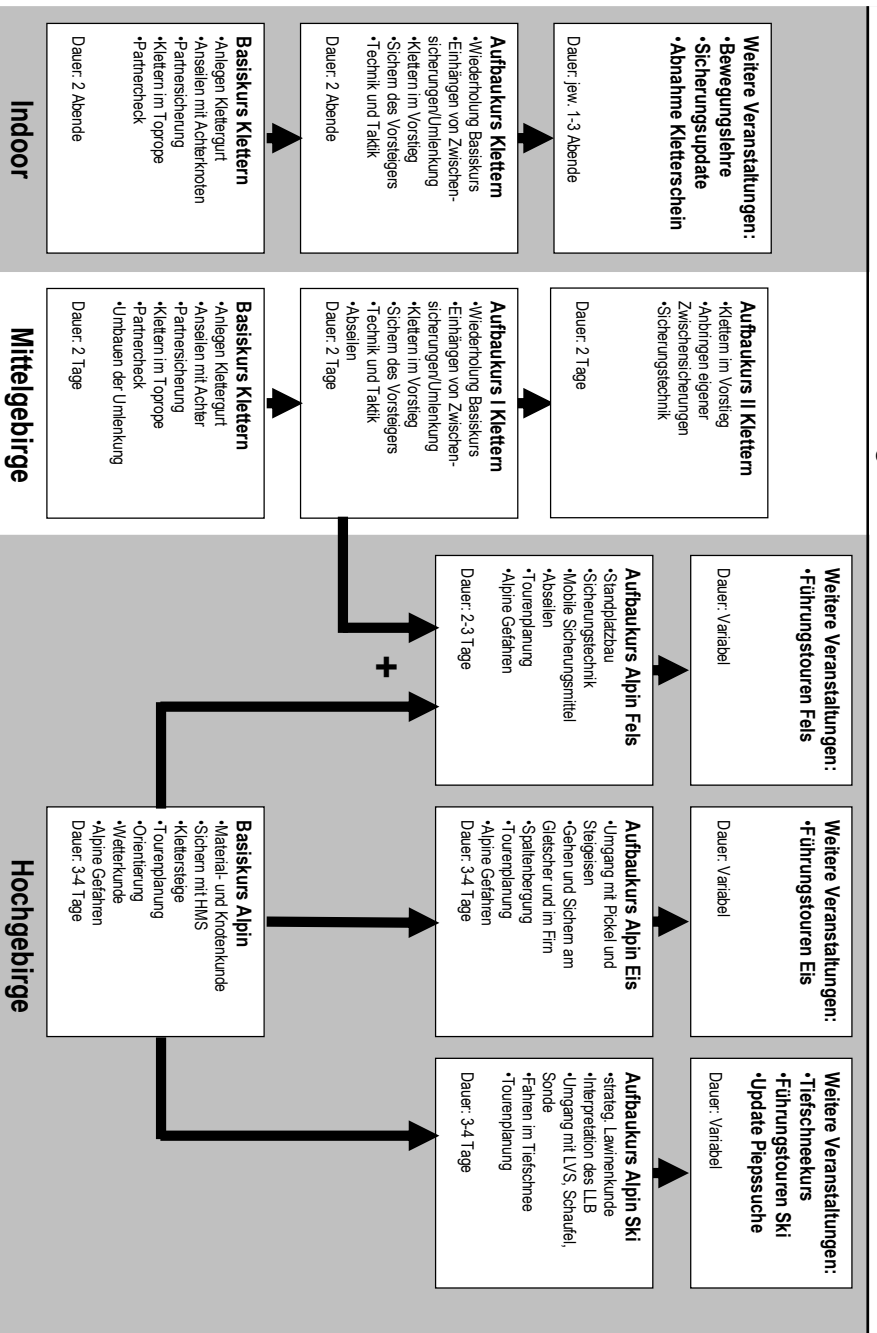 Weitere Veranstaltungen:
•Bewegungslehre
•Sicherungsupdate
•Abnahme Kletterschein
Dauer: jew. 1-3 Abende
Aufbaukurs Klettern
•Wiederholung Basiskurs
•Einhängen von Zwischen-
sicherungen/Umlenkung
•Klettern im Vorstieg
•Sichern des Vorsteigers
•Technik und Taktik
Dauer: 2 Abende
Basiskurs Klettern
•Anlegen Klettergurt
•Anseilen mit Achterknoten
•Partnersicherung
•Klettern im Toprope
•Partnercheck
Dauer: 2 Abende
Indoor
Aufbaukurs II Klettern
•Klettern im Vorstieg
•Anbringen eigener
Zwischensicherungen
•Sicherungstechnik
Dauer: 2 Tage
Aufbaukurs I Klettern
•Wiederholung Basiskurs
•Einhängen von Zwischen-
sicherungen/Umlenkung
•Klettern im Vorstieg
•Sichern des Vorsteigers
•Technik und Taktik
•Abseilen
Dauer: 2 Tage
Basiskurs Klettern
•Anlegen Klettergurt
•Anseilen mit Achter
•Partnersicherung
•Klettern im Toprope
•Partnercheck
•Umbauen der Umlenkung
Dauer: 2 Tage
Mittelgebirge
Weitere Veranstaltungen:
•Führungstouren Fels
Dauer: Variabel
Aufbaukurs Alpin Fels
•Standplatzbau
•Sicherungstechnik
•Mobile Sicherungsmittel
•Abseilen
•Tourenplanung
•Alpine Gefahren
Dauer: 2-3 Tage
+
Weitere Veranstaltungen:
•Führungstouren Eis
Dauer: Variabel
Aufbaukurs Alpin Eis
•Umgang mit Pickel und
Steigeisen
•Gehen und Sichern am
Gletscher und im Firn
•Spaltenbergung
•Tourenplanung
•Alpine Gefahren
Dauer: 3-4 Tage
Basiskurs Alpin
•Material- und Knotenkunde
•Sichern mit HMS
•Klettersteige
•Tourenplanung
•Orientierung
•Wetterkunde
•Alpine Gefahren
Dauer: 3-4 Tage
Weitere Veranstaltungen:
•Tiefschneekurs
•Führungstouren Ski
•Update Piepssuche
Dauer: Variabel
Aufbaukurs Alpin Ski
•strateg. Lawinenkunde
•Interpretation des LLB
•Umgang mit LVS, Schaufel,
Sonde
•Fahren im Tiefschnee
•Tourenplanung
Dauer: 3-4 Tage
Hochgebirge